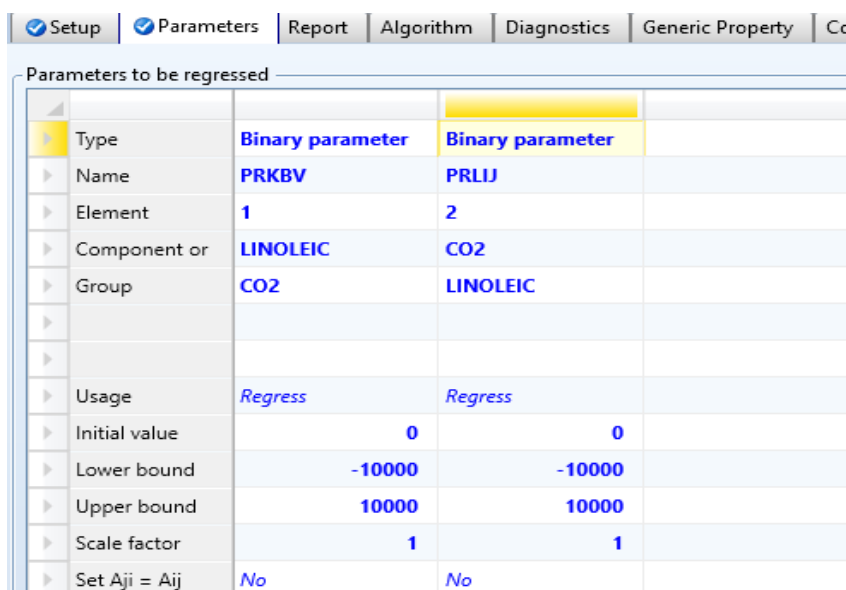 Setup Parameters Report Algorithm Diagnostics Generic Property
Parameters to be regressed
Type Binary parameter Binary parameter
Name PRKBV PRLIJ
Element 1 2
Component or LINOLEIC CO2
Group CO2 LINOLEIC
Usage Regress Regress
Initial value 0 0
Lower bound -10000 -10000
Upper bound 10000 10000
Scale factor 1 1
Set Aji = Aij No No